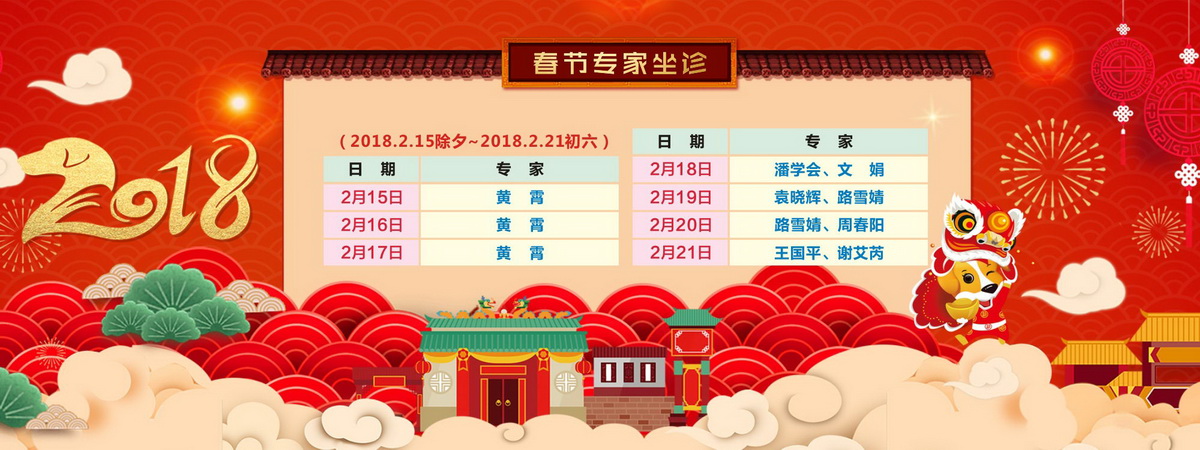 春节专家坐诊
2018
（2018.2.15除夕~2018.2.21初六）
日 期 专 家
2月15日 黄 霄
2月16日 黄 霄
2月17日 黄 霄
日 期 专 家
2月18日 潘学会、文 娟
2月19日 袁晓辉、路雪婧
2月20日 路雪婧、周春阳
2月21日 王国平、谢艾芮